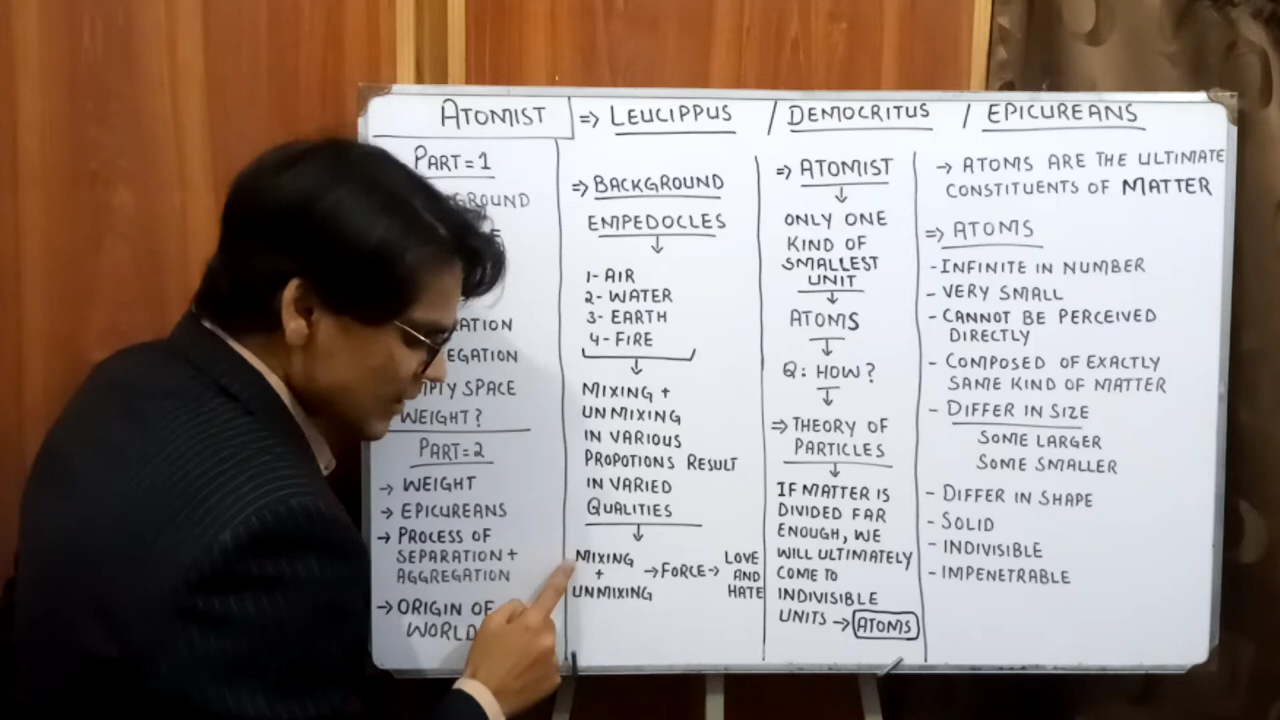 ATOMIST => LEUCIPPUS / DEMOCRITUS / EPICUREANS
PART=1
WEIGHT?
PART=2
→ WEIGHT
→ EPICUREANS
→ PROCESS OF
SEPARATION+
AGGREGATION
→ ORIGIN OF
WORLD
=> BACKGROUND
EMPEDOCLES
1- AIR
2- WATER
3- EARTH
4- FIRE
MIXING +
UNMIXING
IN VARIOUS
PROPOTIONS RESULT
IN VARIED
QUALITIES
MIXING
+
UNMIXING
→FORCE→
LOVE
AND
HATE
=> ATOMIST
ONLY ONE
KIND OF
SMALLEST
UNIT
ATOMS
Q: HOW?
=> THEORY OF
PARTICLES
IF MATTER IS
DIVIDED FAR
ENOUGH, WE
WILL ULTIMATELY
COME TO
INDIVISIBLE
UNITS → ATOMS
→ ATOMS ARE THE ULTIMATE
CONSTITUENTS OF MATTER
=> ATOMS
- INFINITE IN NUMBER
- VERY SMALL
- CANNOT BE PERCEIVED
DIRECTLY
- COMPOSED OF EXACTLY
SAME KIND OF MATTER
- DIFFER IN SIZE
SOME LARGER
SOME SMALLER
- DIFFER IN SHAPE
- SOLID
- INDIVISIBLE
- IMPENETRABLE